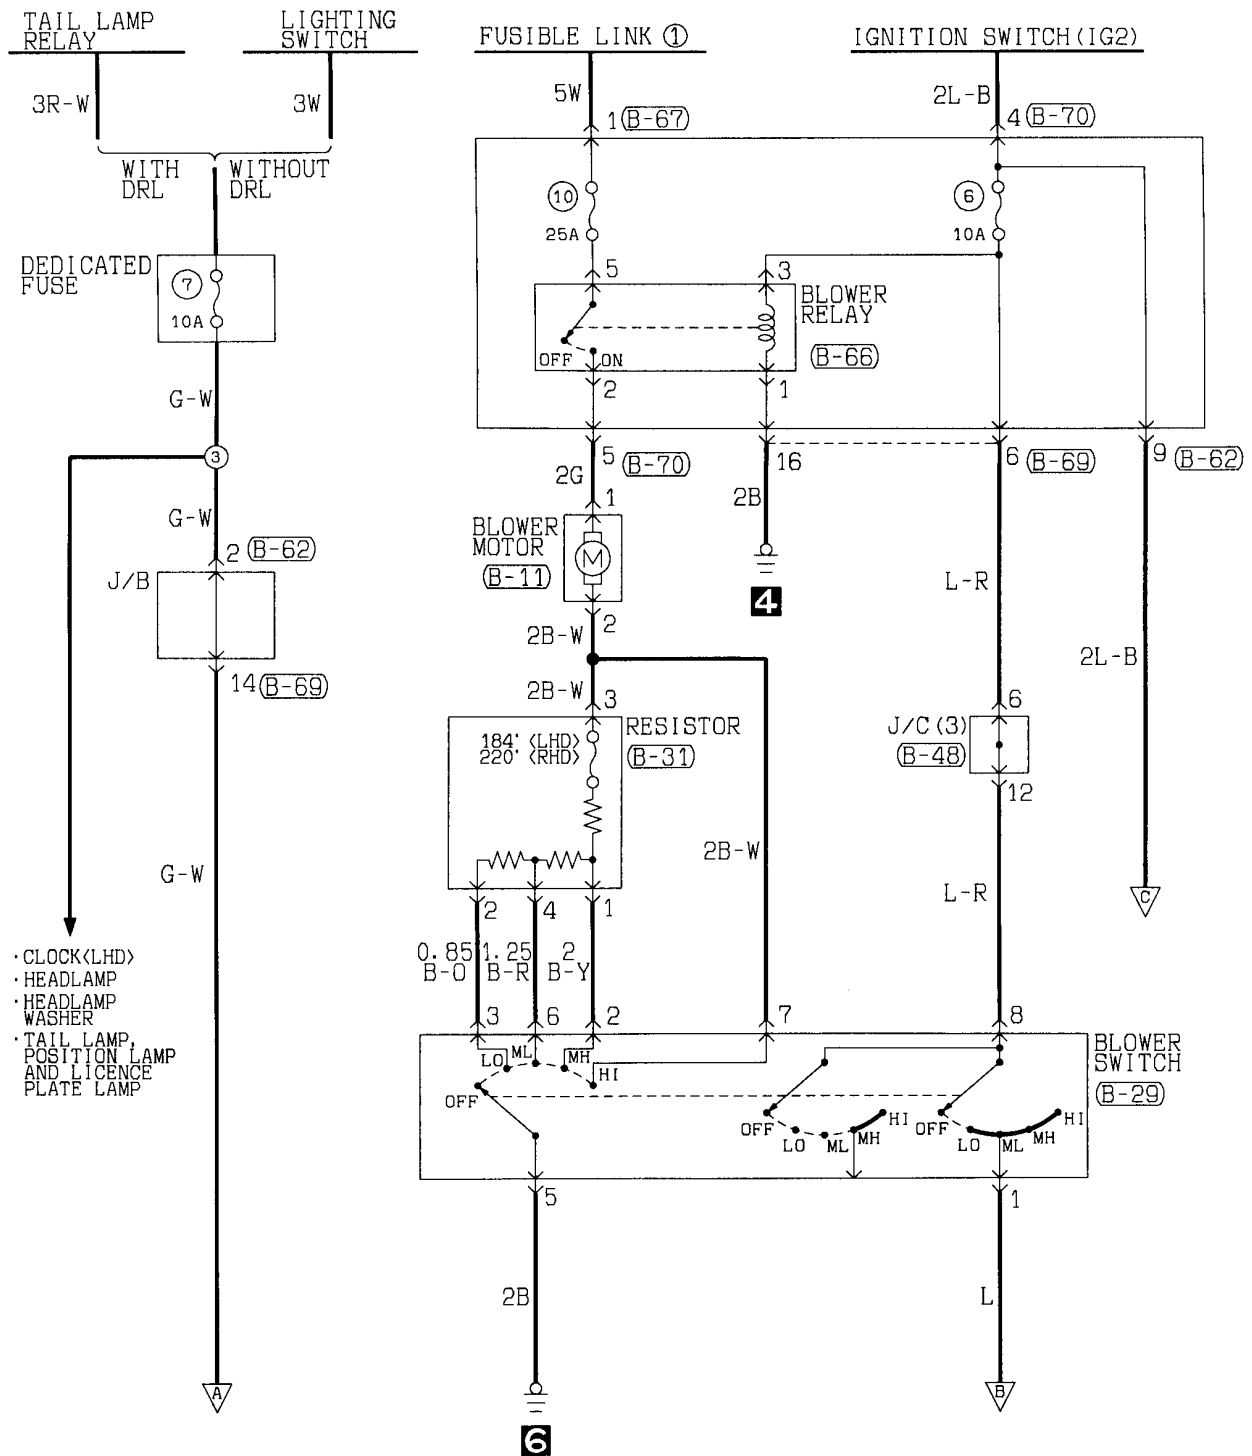 TAIL LAMP
RELAY
LIGHTING
SWITCH
FUSIBLE LINK ①
IGNITION SWITCH(IG2)
3R-W
3W
5W
2L-B
1 B-67
4 B-70
WITH
DRL
WITHOUT
DRL
DEDICATED
FUSE
7
10A
10
25A
6
10A
5
3
BLOWER
RELAY
B-66
OFF
ON
2
1
G-W
3
5 B-70
16
6 B-69
9 B-62
2G
2B
1
G-W
2 B-62
BLOWER
MOTOR
B-11
M
4
L-R
J/B
2
2B-W
2L-B
14 B-69
2B-W
3
6
184° <LHD>
220° <RHD>
RESISTOR
B-31
J/C(3)
B-48
12
2B-W
G-W
L-R
C
2
4
1
0.85
B-O
1.25
B-R
2
B-Y
· CLOCK<LHD>
· HEADLAMP
· HEADLAMP
WASHER
· TAIL LAMP,
POSITION LAMP
AND LICENCE
PLATE LAMP
3
6
2
7
8
BLOWER
SWITCH
B-29
OFF
LO
ML
MH
HI
OFF
LO
ML
MH
HI
OFF
LO
ML
MH
HI
5
1
2B
L
A
B
6